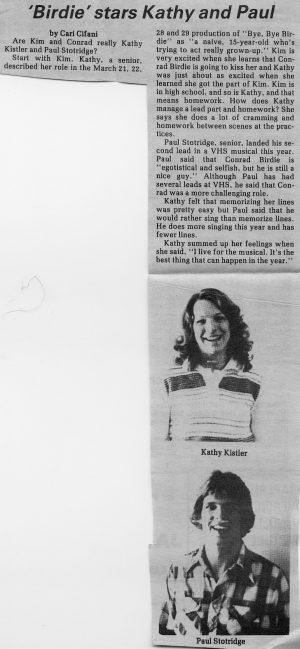 'Birdie' stars Kathy and Paul
by Cari Cifani
Are Kim and Conrad really Kathy
Kistler and Paul Stotridge?
Start with Kim. Kathy, a senior,
described her role in the March 21, 22,
28 and 29 production of "Bye, Bye Bir-
die" as "a naive, 15-year-old who's
trying to act really grown-up." Kim is
very excited when she learns that Con-
rad Birdie is going to kiss her and Kathy
was just about as excited when she
learned she got the part of Kim. Kim is
in high school, and so is Kathy, and that
means homework. How does Kathy
manage a lead part and homework? She
says she does a lot of cramming and
homework between scenes at the prac-
tices.
Paul Stotridge, senior, landed his se-
cond lead in a VHS musical this year.
Paul said that Conrad Birdie is
"egotistical and selfish, but he is still a
nice guy." Although Paul has had
several leads at VHS, he said that Con-
rad was a more challenging role.
Kathy felt that memorizing her lines
was pretty easy but Paul said that he
would rather sing than memorize lines.
He does more singing this year and has
fewer lines.
Kathy summed up her feelings when
she said, "I live for the musical. It's the
best thing that can happen in the year."
Kathy Kistler
Paul Stotridge